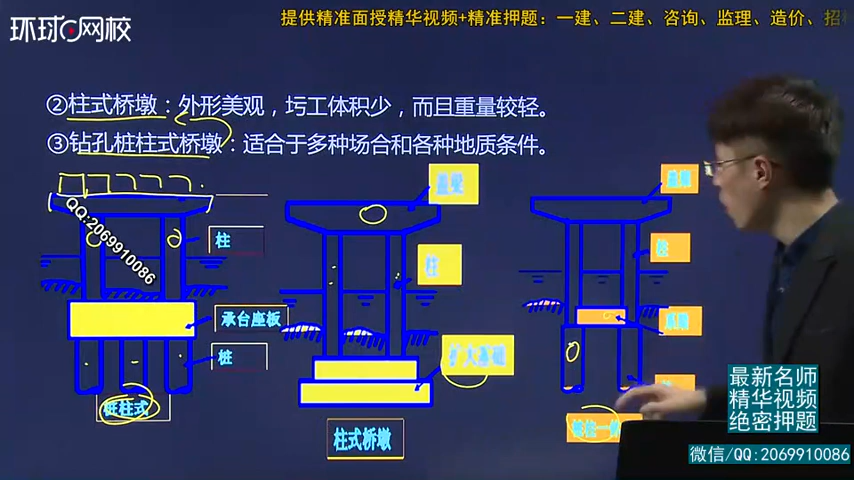 环球网校
提供精准面授精华视频+精准押题：一建、二建、咨询、监理、造价、招
②柱式桥墩：外形美观，圬工体积少，而且重量较轻。
③钻孔桩柱式桥墩：适合于多种场合和各种地质条件。
QQ:2069910086
盖梁
盖梁
柱
柱
柱
承台座板
扩大基础
桩
桩柱式
柱式桥墩
最新名师
精华视频
绝密押题
微信/QQ:2069910086